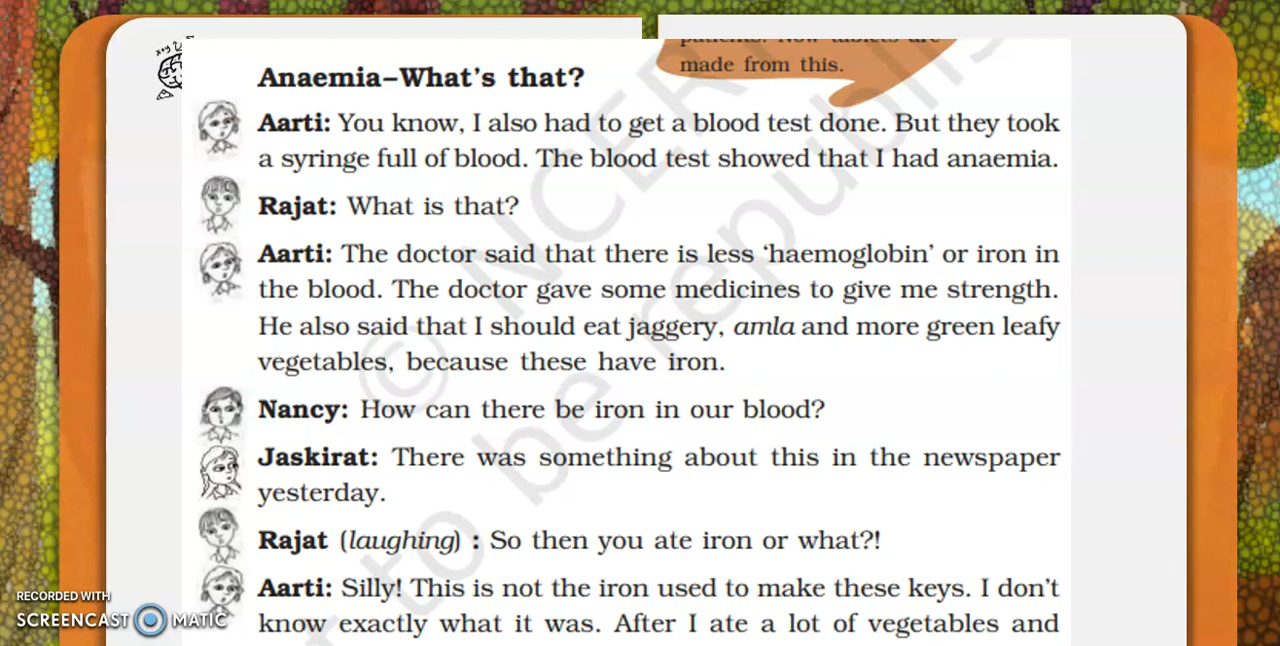 made from this.
Anaemia–What's that?
Aarti: You know, I also had to get a blood test done. But they took
a syringe full of blood. The blood test showed that I had anaemia.
Rajat: What is that?
Aarti: The doctor said that there is less ‘haemoglobin’ or iron in
the blood. The doctor gave some medicines to give me strength.
He also said that I should eat jaggery, amla and more green leafy
vegetables, because these have iron.
Nancy: How can there be iron in our blood?
Jaskirat: There was something about this in the newspaper
yesterday.
Rajat (laughing) : So then you ate iron or what?!
Aarti: Silly! This is not the iron used to make these keys. I don't
know exactly what it was. After I ate a lot of vegetables and
RECORDED WITH
SCREENCAST MATIC
© NCERT
to be republis